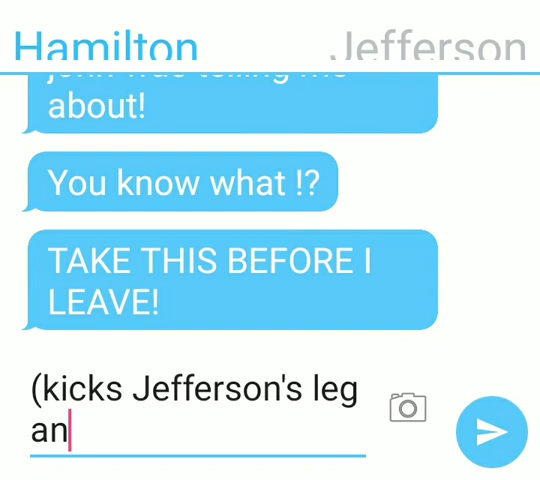 Hamilton Jefferson
about!
You know what !?
TAKE THIS BEFORE I
LEAVE!
(kicks Jefferson's leg
an